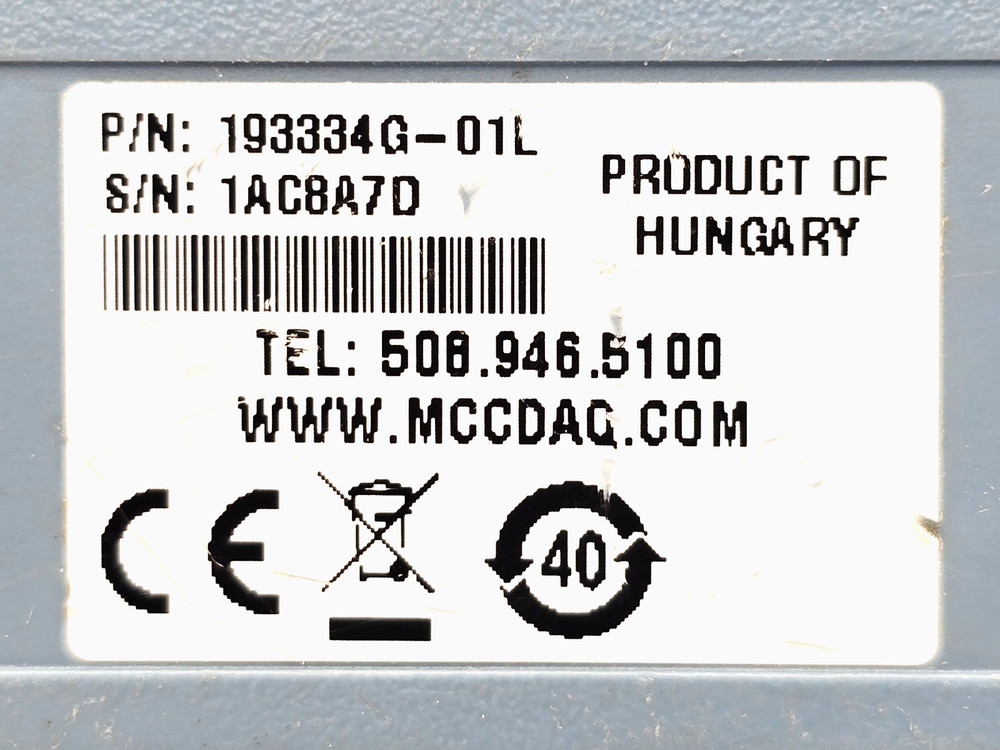 P/N: 193334G-01L
S/N: 1AC8A7D
PRODUCT OF
HUNGARY
TEL: 508.946.5100
WWW.MCCDAQ.COM
CE
40